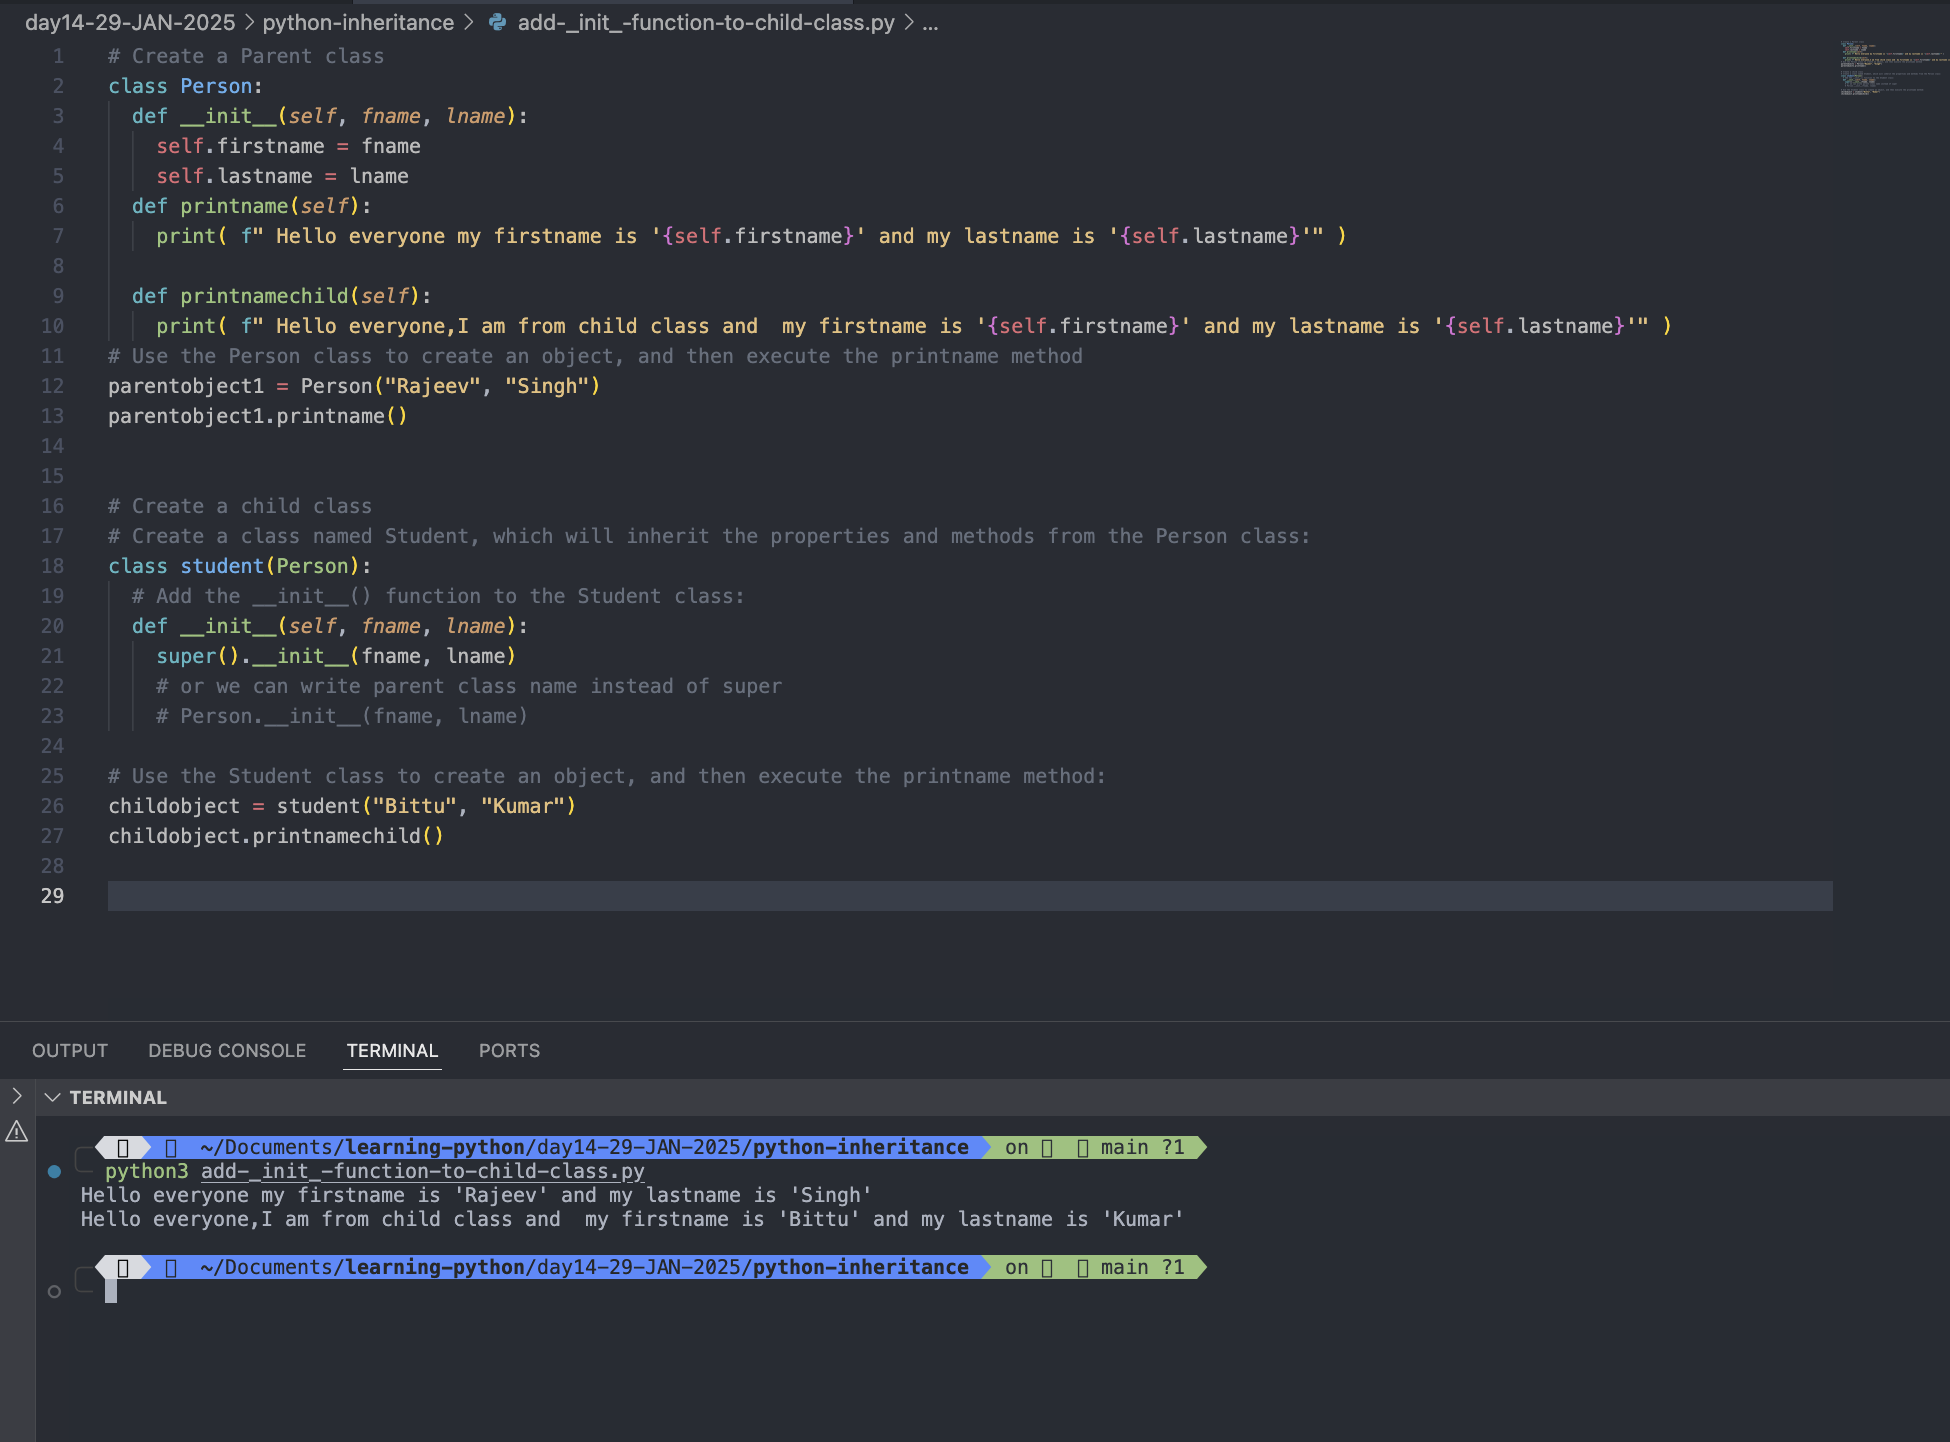 day14-29-JAN-2025 > python-inheritance > add-_init_-function-to-child-class.py > ...
1 # Create a Parent class
2 class Person:
3   def __init__(self, fname, lname):
4     self.firstname = fname
5     self.lastname = lname
6   def printname(self):
7     print( f" Hello everyone my firstname is '{self.firstname}' and my lastname is '{self.lastname}'" )
8
9   def printnamechild(self):
10     print( f" Hello everyone,I am from child class and  my firstname is '{self.firstname}' and my lastname is '{self.lastname}'" )
11 # Use the Person class to create an object, and then execute the printname method
12 parentobject1 = Person("Rajeev", "Singh")
13 parentobject1.printname()
14
15
16 # Create a child class
17 # Create a class named Student, which will inherit the properties and methods from the Person class:
18 class student(Person):
19   # Add the __init__() function to the Student class:
20   def __init__(self, fname, lname):
21     super().__init__(fname, lname)
22     # or we can write parent class name instead of super
23     # Person.__init__(fname, lname)
24
25 # Use the Student class to create an object, and then execute the printname method:
26 childobject = student("Bittu", "Kumar")
27 childobject.printnamechild()
28
29
OUTPUT DEBUG CONSOLE TERMINAL PORTS
TERMINAL
~/Documents/learning-python/day14-29-JAN-2025/python-inheritance on main ?1
python3 add-_init_-function-to-child-class.py
Hello everyone my firstname is 'Rajeev' and my lastname is 'Singh'
Hello everyone,I am from child class and  my firstname is 'Bittu' and my lastname is 'Kumar'
~/Documents/learning-python/day14-29-JAN-2025/python-inheritance on main ?1